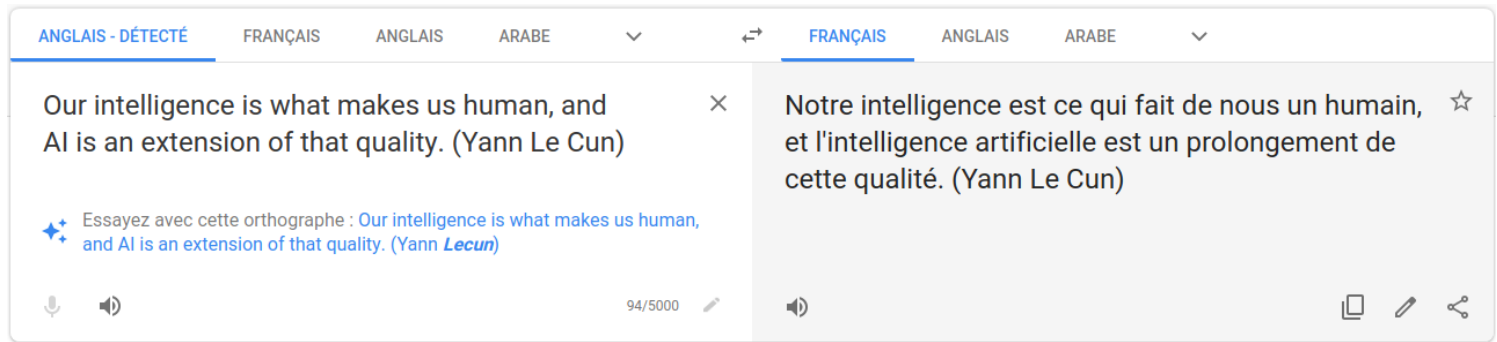 ANGLAIS - DÉTECTÉ FRANÇAIS ANGLAIS ARABE FRANÇAIS ANGLAIS ARABE
Our intelligence is what makes us human, and
AI is an extension of that quality. (Yann Le Cun)
Essayez avec cette orthographe : Our intelligence is what makes us human,
and AI is an extension of that quality. (Yann Lecun)
94/5000
Notre intelligence est ce qui fait de nous un humain,
et l'intelligence artificielle est un prolongement de
cette qualité. (Yann Le Cun)